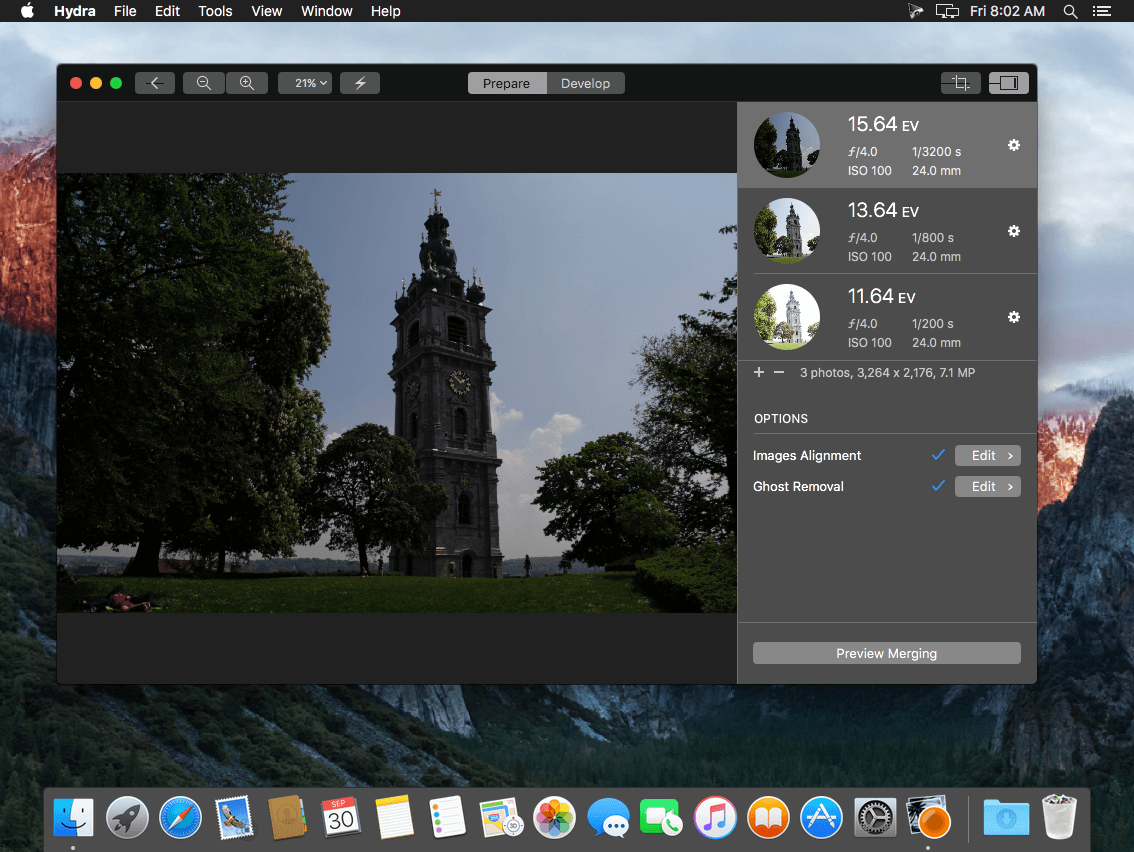 Hydra File Edit Tools View Window Help Fri 8:02 AM
21% Prepare Develop
15.64 EV
ƒ/4.0 1/3200 s
ISO 100 24.0 mm
13.64 EV
ƒ/4.0 1/800 s
ISO 100 24.0 mm
11.64 EV
ƒ/4.0 1/200 s
ISO 100 24.0 mm
+ − 3 photos, 3,264 x 2,176, 7.1 MP
OPTIONS
Images Alignment ✓ Edit >
Ghost Removal ✓ Edit >
Preview Merging
SEP
30
3D